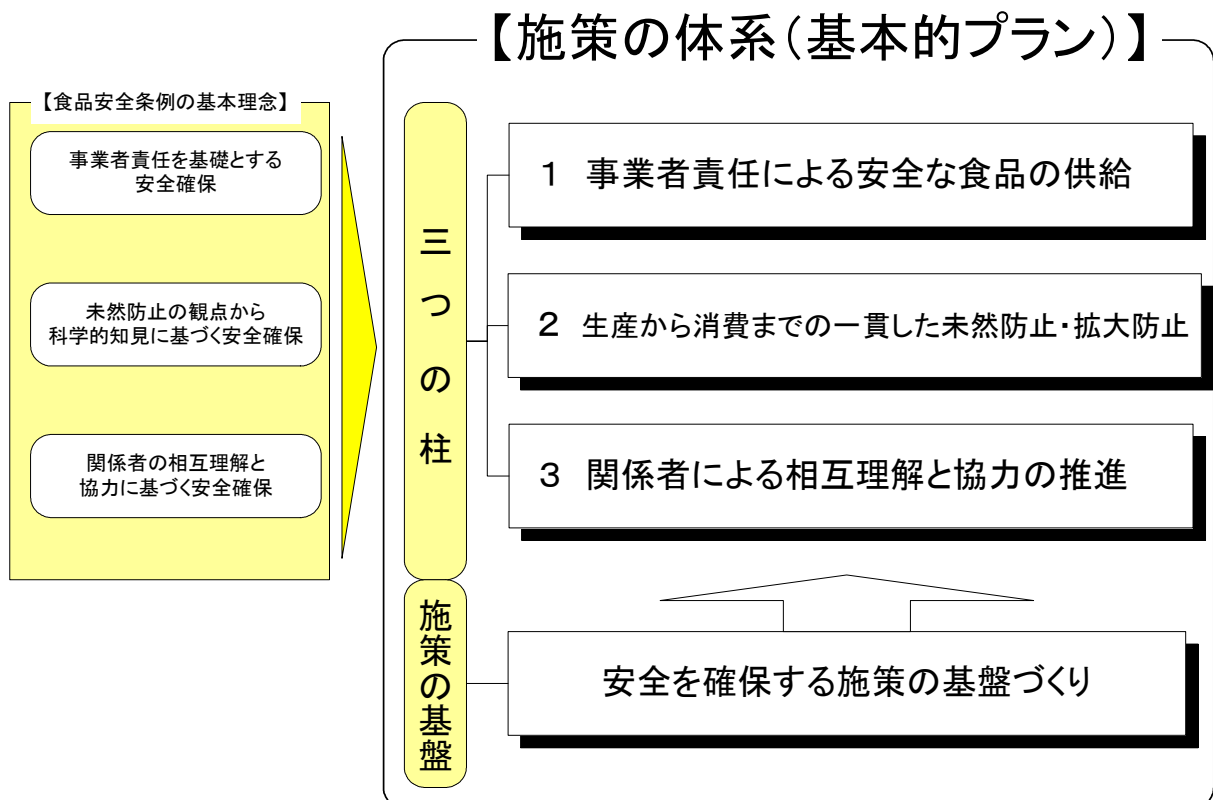 【施策の体系（基本的プラン）】
【食品安全条例の基本理念】
事業者責任を基礎とする
安全確保
未然防止の観点から
科学的知見に基づく安全確保
関係者の相互理解と
協力に基づく安全確保
三つの柱
1 事業者責任による安全な食品の供給
2 生産から消費までの一貫した未然防止・拡大防止
3 関係者による相互理解と協力の推進
施策の基盤
安全を確保する施策の基盤づくり